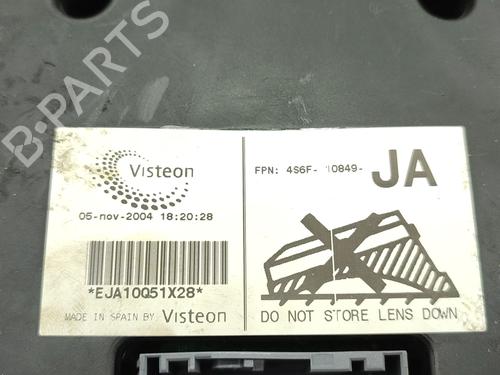 Visteon
05-nov-2004 18:20:28
*EJA10Q51X28*
MADE IN SPAIN BY: Visteon
FPN: 4S6F- 10849- JA
DO NOT STORE LENS DOWN
B-PARTS